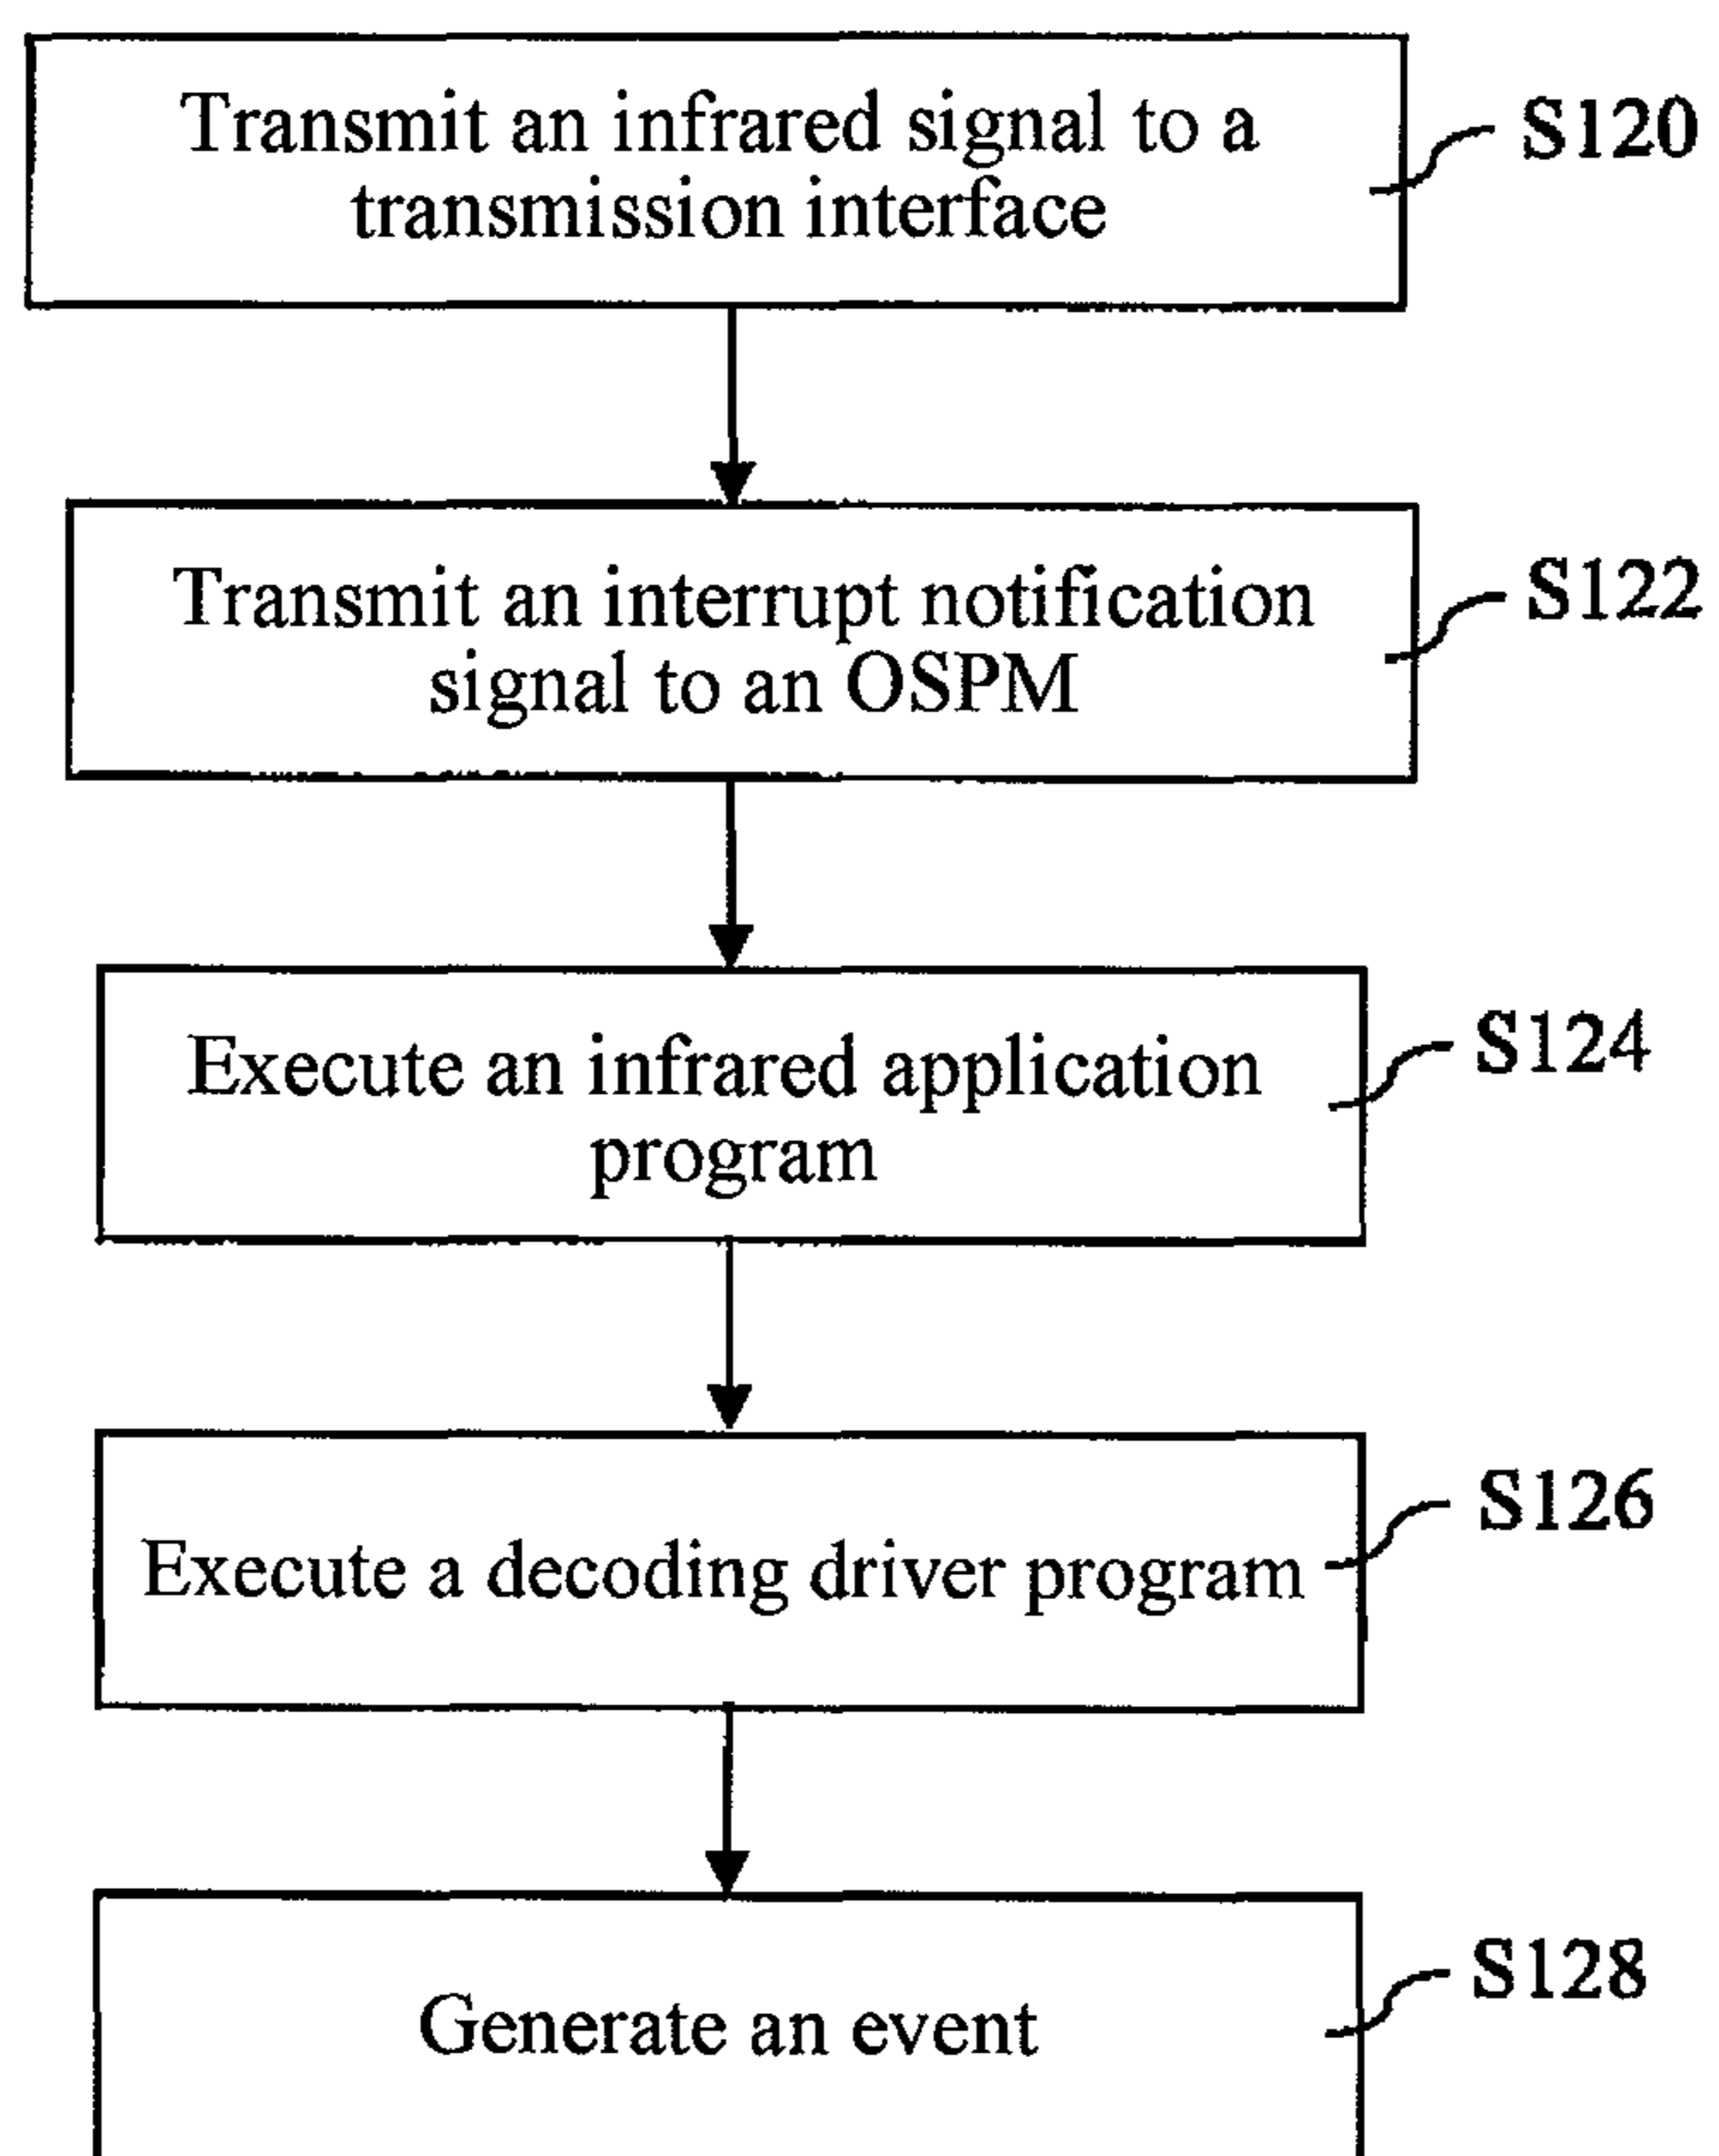 Transmit an infrared signal to a
transmission interface
S120
Transmit an interrupt notification
signal to an OSPM
S122
Execute an infrared application
program
S124
Execute a decoding driver program
S126
Generate an event
S128